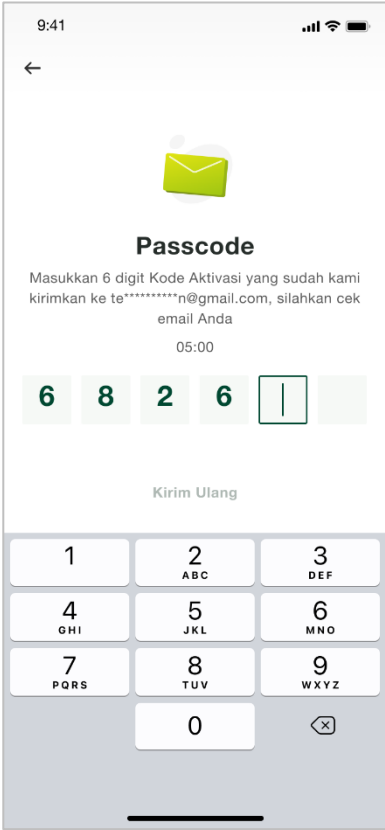 9:41
Passcode
Masukkan 6 digit Kode Aktivasi yang sudah kami
kirimkan ke te**********n@gmail.com, silahkan cek
email Anda
05:00
6 8 2 6
Kirim Ulang
1 2 3
ABC DEF
4 5 6
GHI JKL MNO
7 8 9
PQRS TUV WXYZ
0